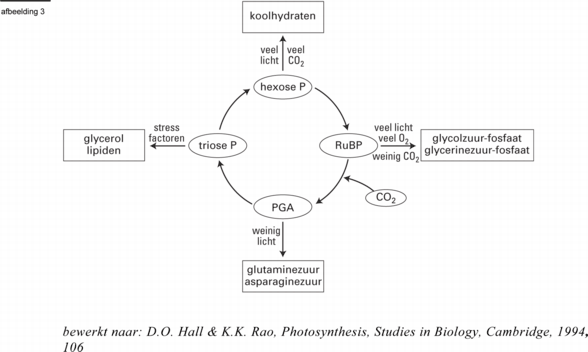 afbeelding 3
koolhydraten
veel licht
veel CO2
hexose P
stress
factoren
veel licht
veel O2
weinig CO2
glycerol
lipiden
triose P
RuBP
glycolzuur-fosfaat
glycerinezuur-fosfaat
PGA
CO2
weinig
licht
glutaminezuur
asparaginezuur
bewerkt naar: D.O. Hall & K.K. Rao, Photosynthesis, Studies in Biology, Cambridge, 1994,
106